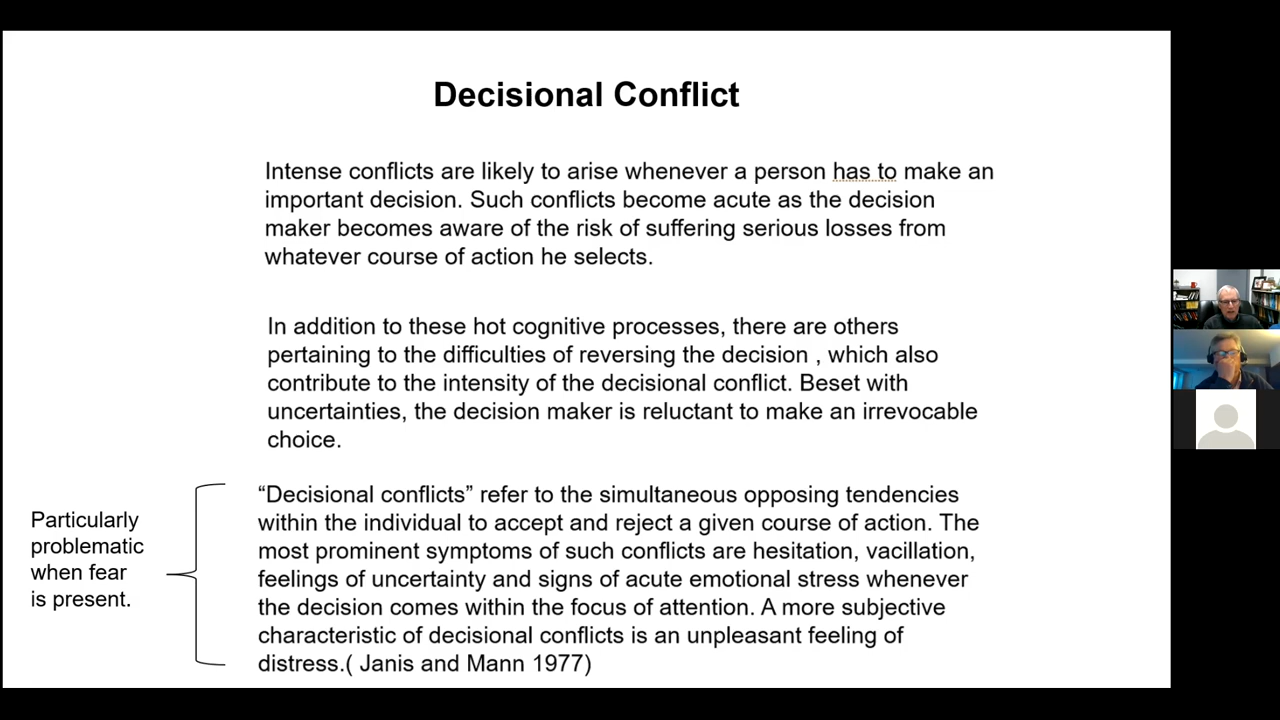 Decisional Conflict
Intense conflicts are likely to arise whenever a person has to make an
important decision. Such conflicts become acute as the decision
maker becomes aware of the risk of suffering serious losses from
whatever course of action he selects.
In addition to these hot cognitive processes, there are others
pertaining to the difficulties of reversing the decision , which also
contribute to the intensity of the decisional conflict. Beset with
uncertainties, the decision maker is reluctant to make an irrevocable
choice.
Particularly
problematic
when fear
is present.
“Decisional conflicts” refer to the simultaneous opposing tendencies
within the individual to accept and reject a given course of action. The
most prominent symptoms of such conflicts are hesitation, vacillation,
feelings of uncertainty and signs of acute emotional stress whenever
the decision comes within the focus of attention. A more subjective
characteristic of decisional conflicts is an unpleasant feeling of
distress.( Janis and Mann 1977)